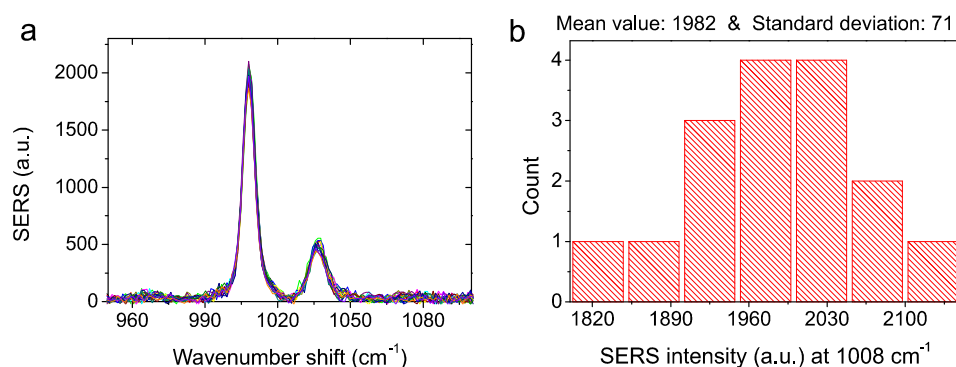 a
2000
1500
1000
500
0
SERS (a.u.)
960 990 1020 1050 1080
Wavenumber shift (cm⁻¹)
b
Mean value: 1982 & Standard deviation: 71
4
3
2
1
0
Count
1820 1890 1960 2030 2100
SERS intensity (a.u.) at 1008 cm⁻¹